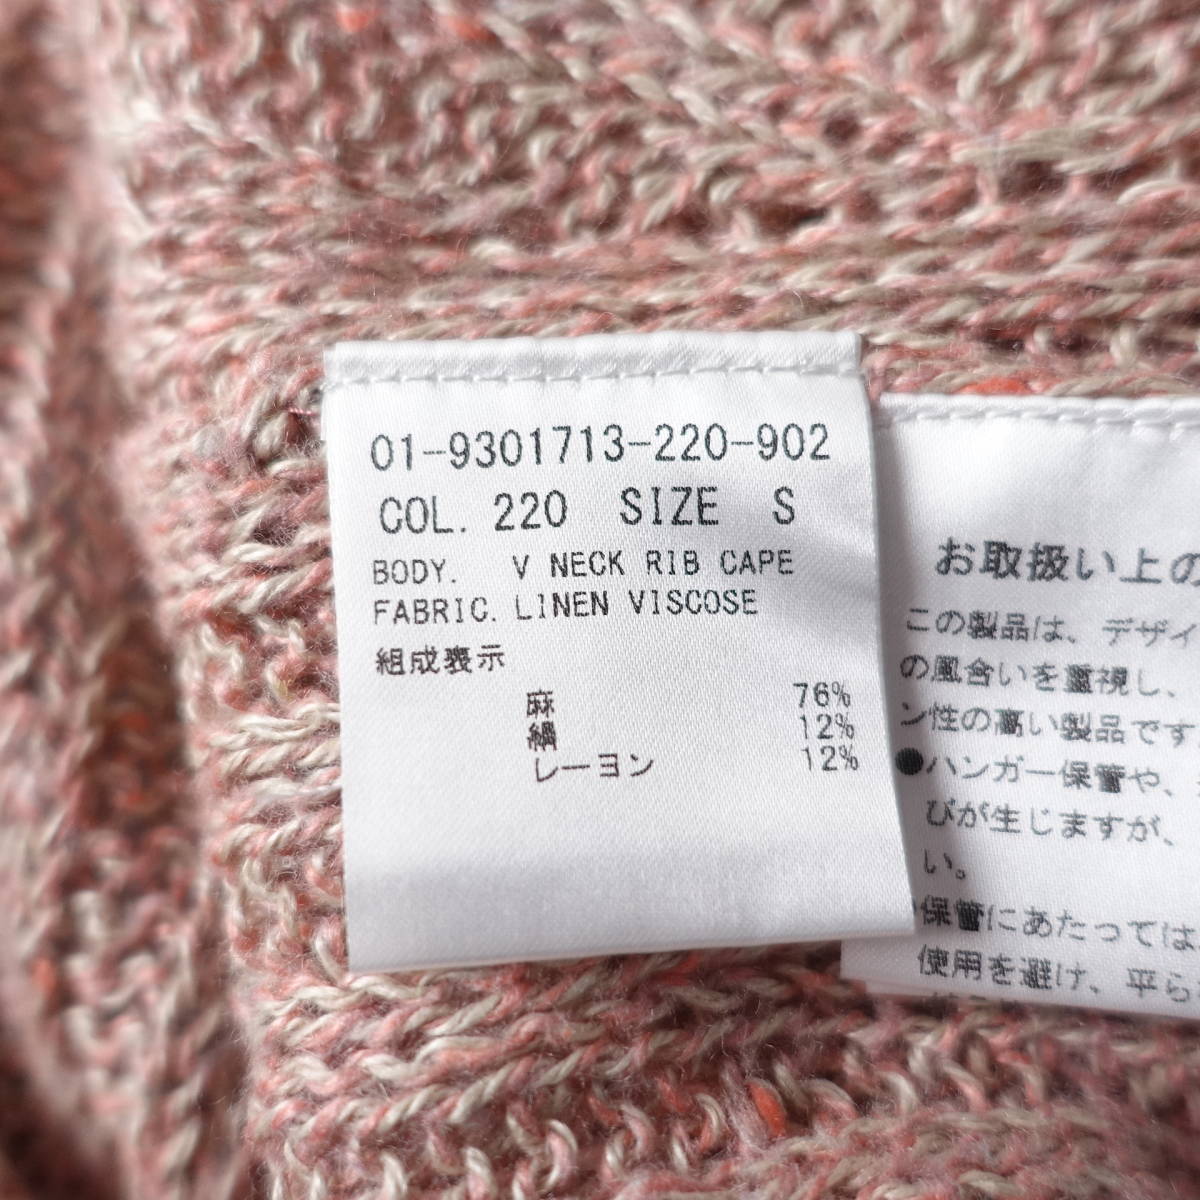 01-9301713-220-902
COL. 220 SIZE S
BODY. V NECK RIB CAPE
FABRIC. LINEN VISCOSE
組成表示
麻 76%
綿 12%
レーヨン 12%
お取扱い上の
この製品は、デザイ
の風合いを重視し、
ン性の高い製品です
●ハンガー保管や、
びが生じますが、
い。
保管にあたっては
使用を避け、平ら